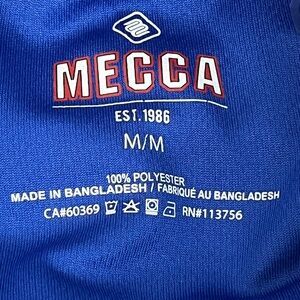 MECCA
EST. 1986
M/M
100% POLYESTER
MADE IN BANGLADESH / FABRIQUÉ AU BANGLADESH
CA#60369 RN#113756